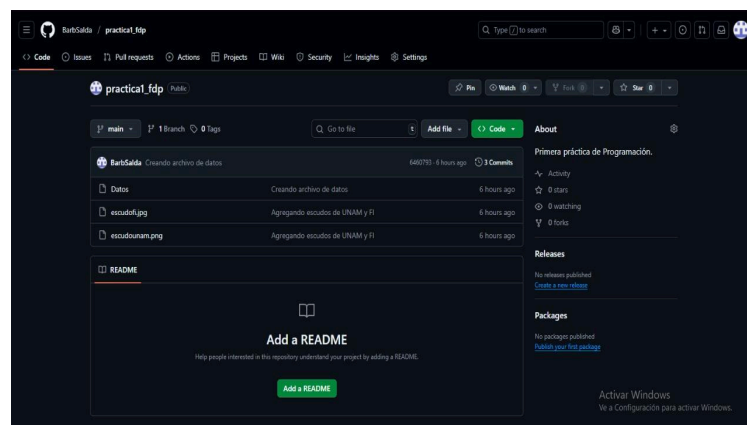 BarbSalda / practica1_fdp
Type / to search
Code Issues Pull requests Actions Projects Wiki Security Insights Settings
practica1_fdp Public
Pin Watch 0 Fork 0 Star 0
main 1 Branch 0 Tags
Go to file t Add file Code
About
Primera práctica de Programación.
BarbSalda Creando archivo de datos 6460793 · 6 hours ago 3 Commits
Datos Creando archivo de datos 6 hours ago
escudofi.jpg Agregando escudos de UNAM y FI 6 hours ago
escudounam.png Agregando escudos de UNAM y FI 6 hours ago
Activity
0 stars
0 watching
0 forks
README
Add a README
Help people interested in this repository understand your project by adding a README.
Add a README
Releases
No releases published
Create a new release
Packages
No packages published
Publish your first package
Activar Windows
Ve a Configuración para activar Windows.